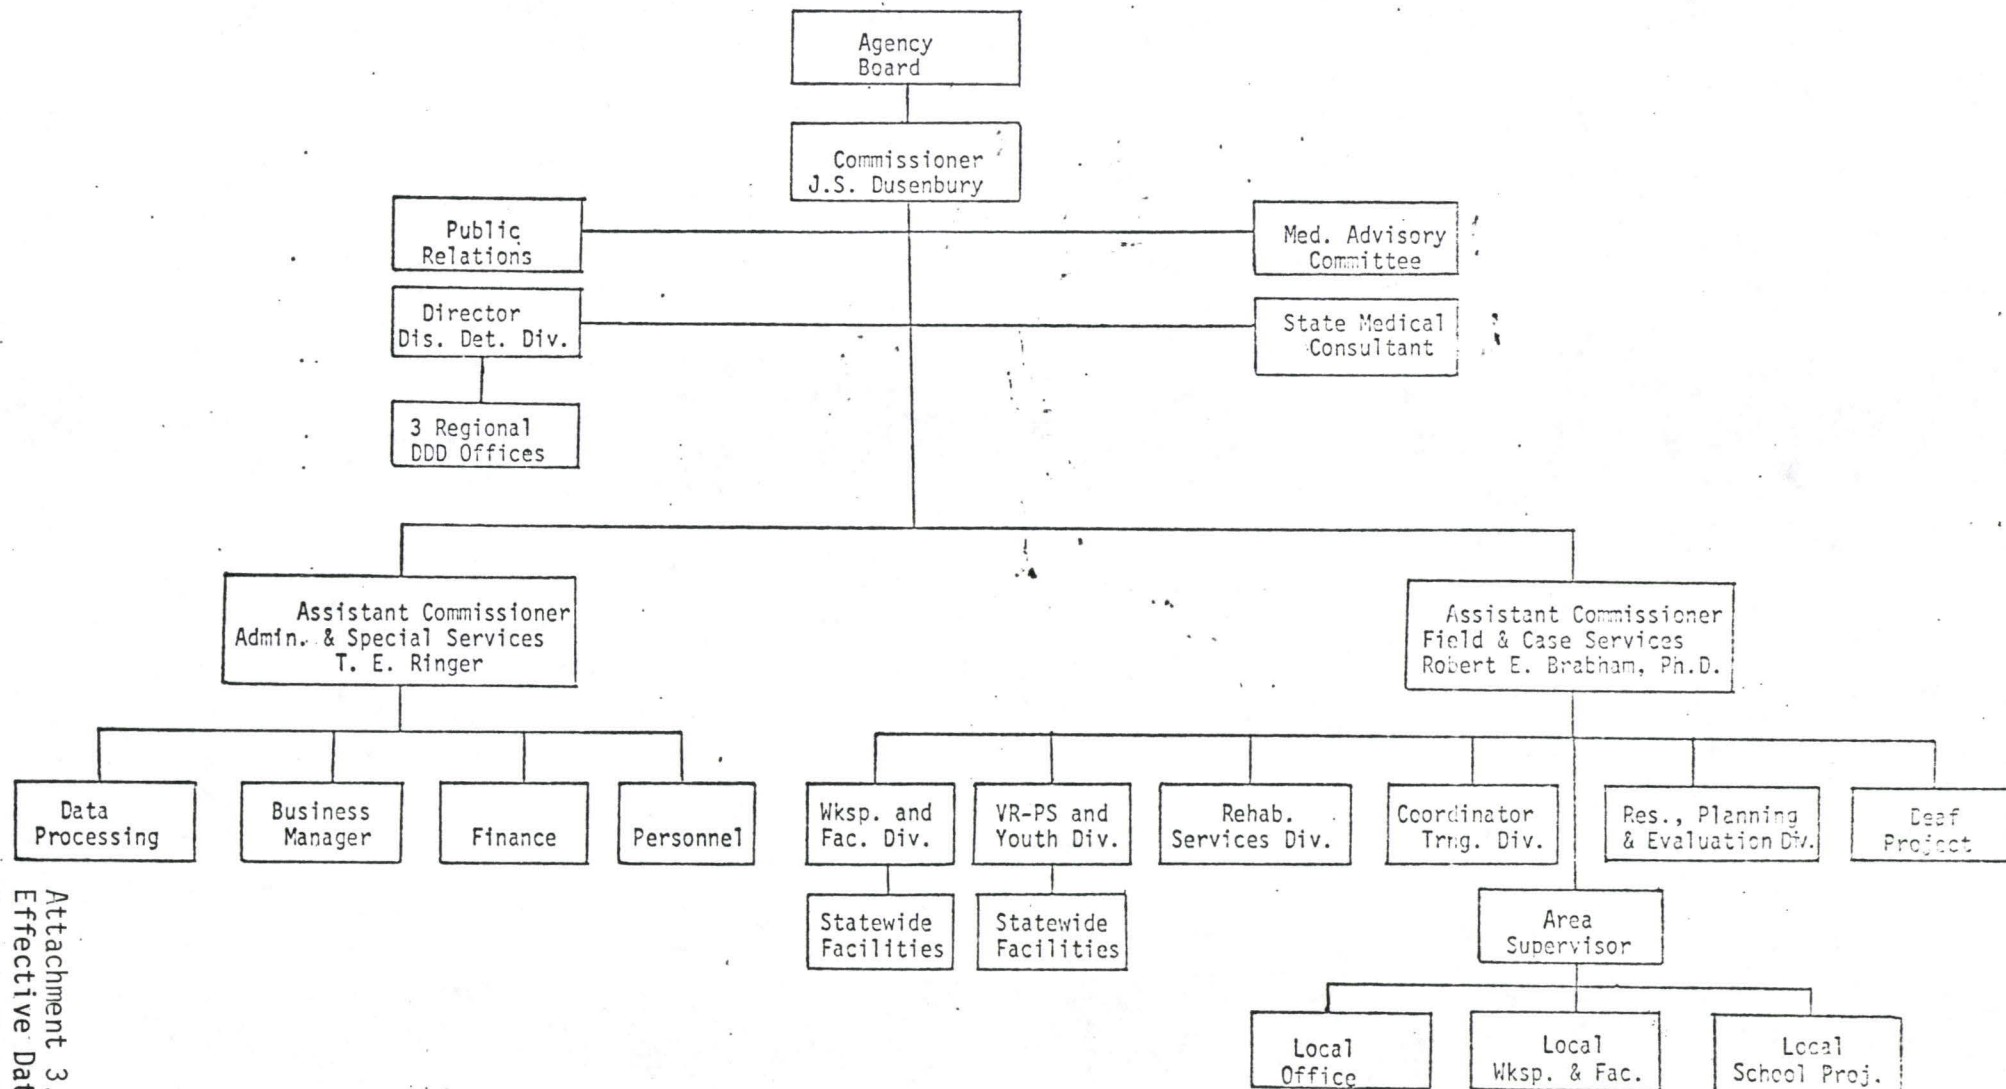 Agency
Board
Commissioner
J.S. Dusenbury
Public
Relations
Med. Advisory
Committee
Director
Dis. Det. Div.
State Medical
Consultant
3 Regional
DDD Offices
Assistant Commissioner
Admin. & Special Services
T. E. Ringer
Assistant Commissioner
Field & Case Services
Robert E. Brabham, Ph.D.
Data
Processing
Business
Manager
Finance
Personnel
Wksp. and
Fac. Div.
VR-PS and
Youth Div.
Rehab.
Services Div.
Coordinator
Trng. Div.
Res., Planning
& Evaluation Div.
Deaf
Project
Statewide
Facilities
Statewide
Facilities
Area
Supervisor
Local
Office
Local
Wksp. & Fac.
Local
School Proj.
Attachment 3.
Effective Dat